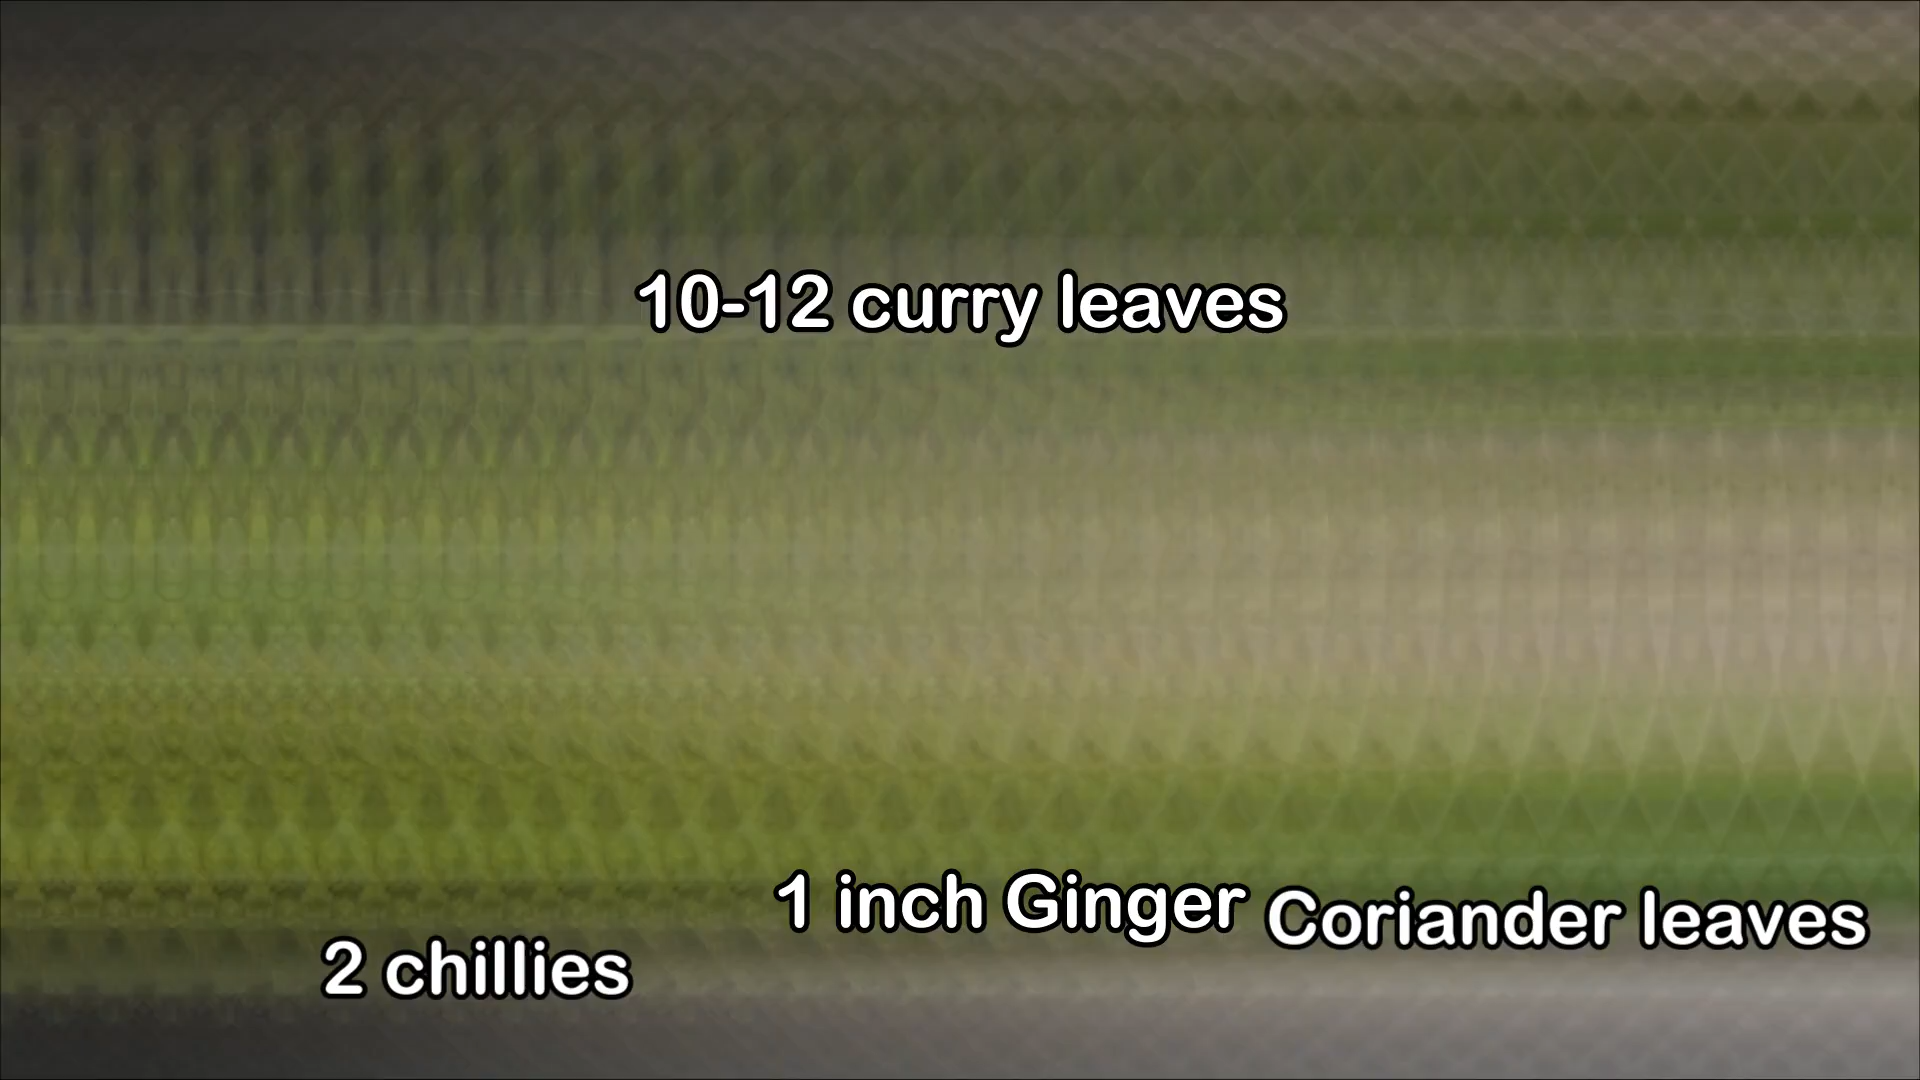 10-12 curry leaves
1 inch Ginger
Coriander leaves
2 chillies